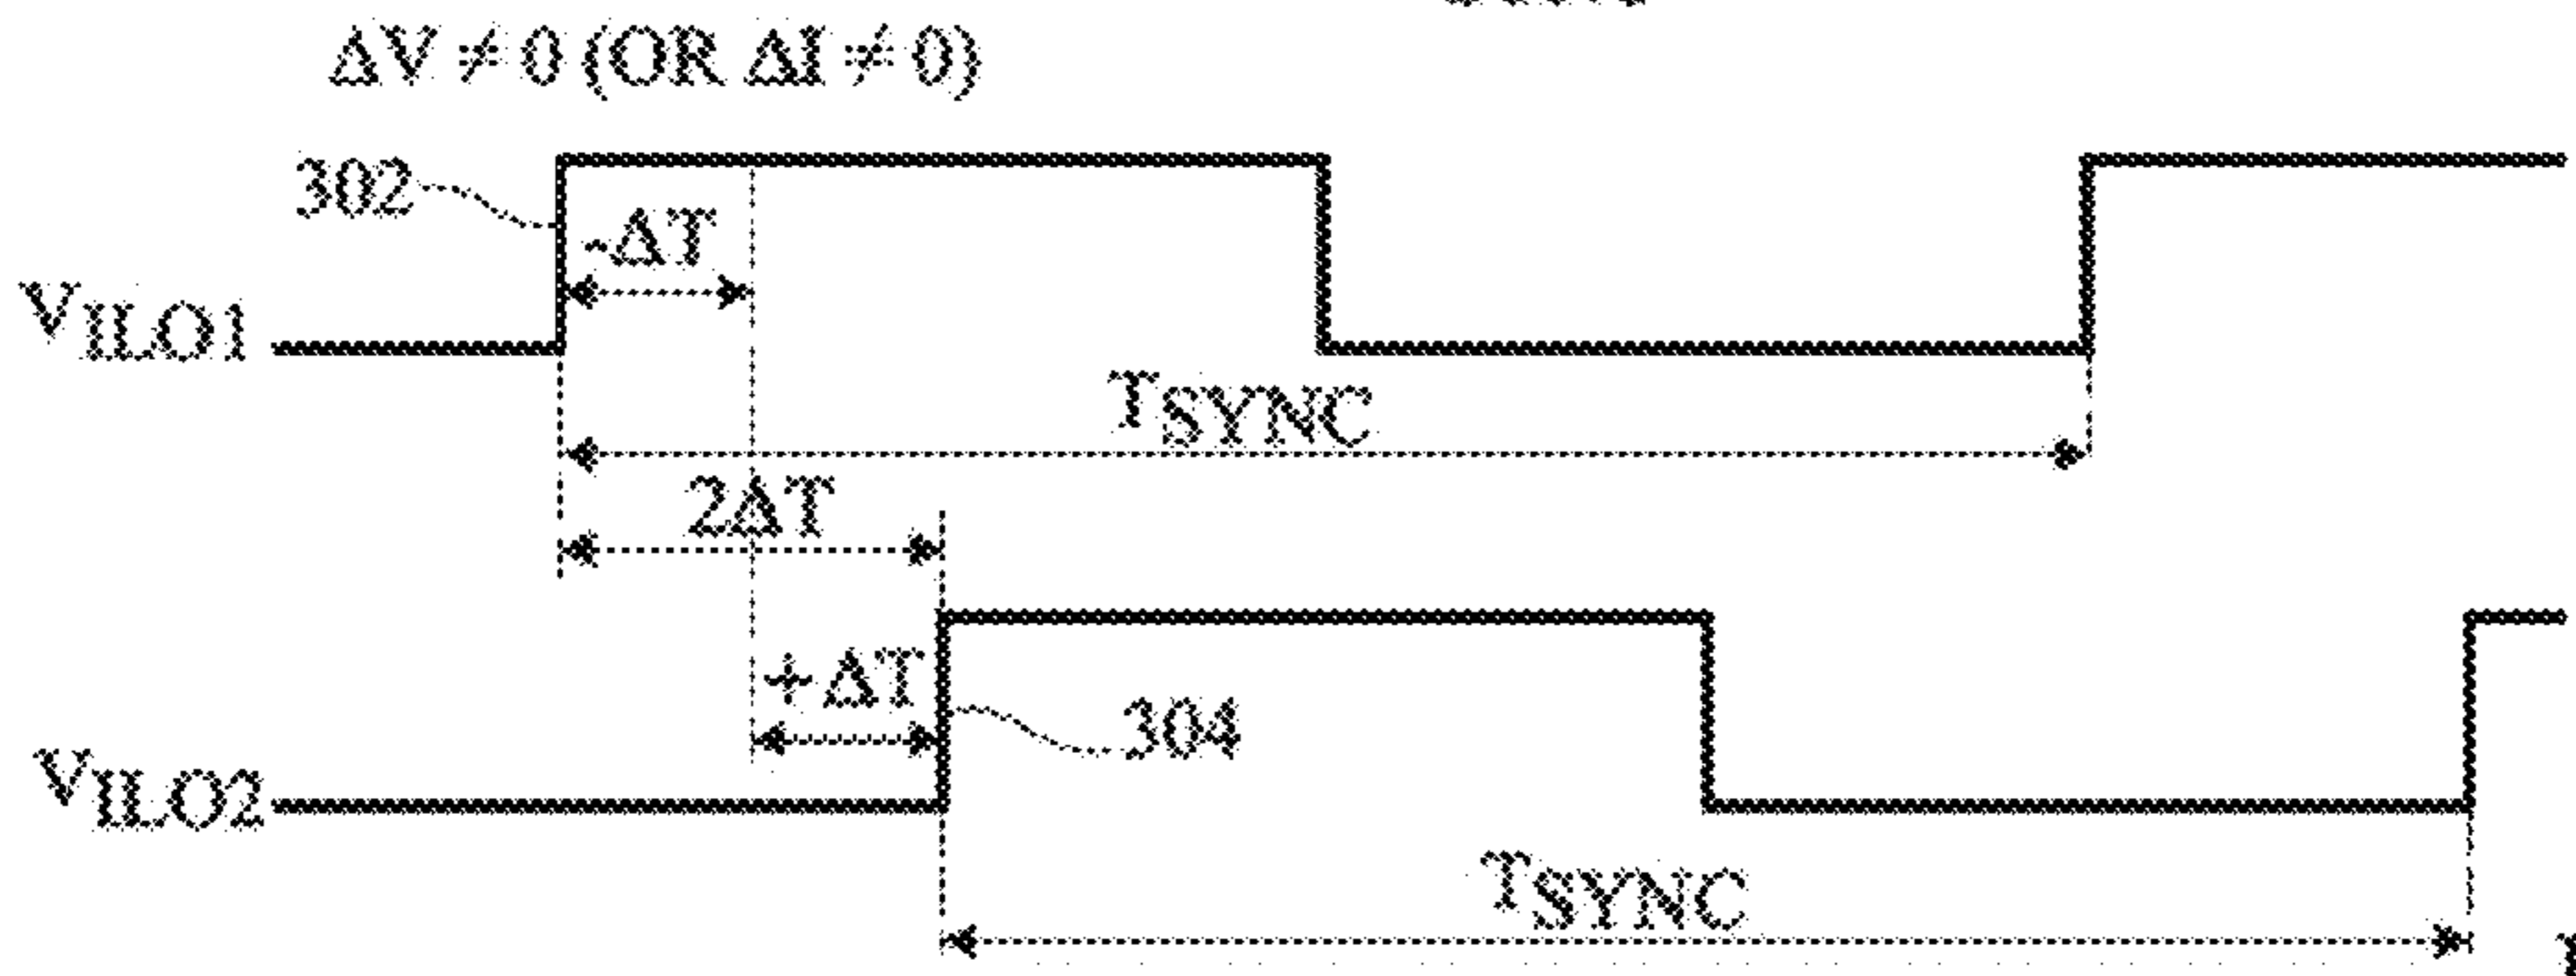 ΔV ≠ 0 (OR ΔI ≠ 0)
302
-ΔT
VILO1
TSYNC
2ΔT
+ΔT
304
VILO2
TSYNC